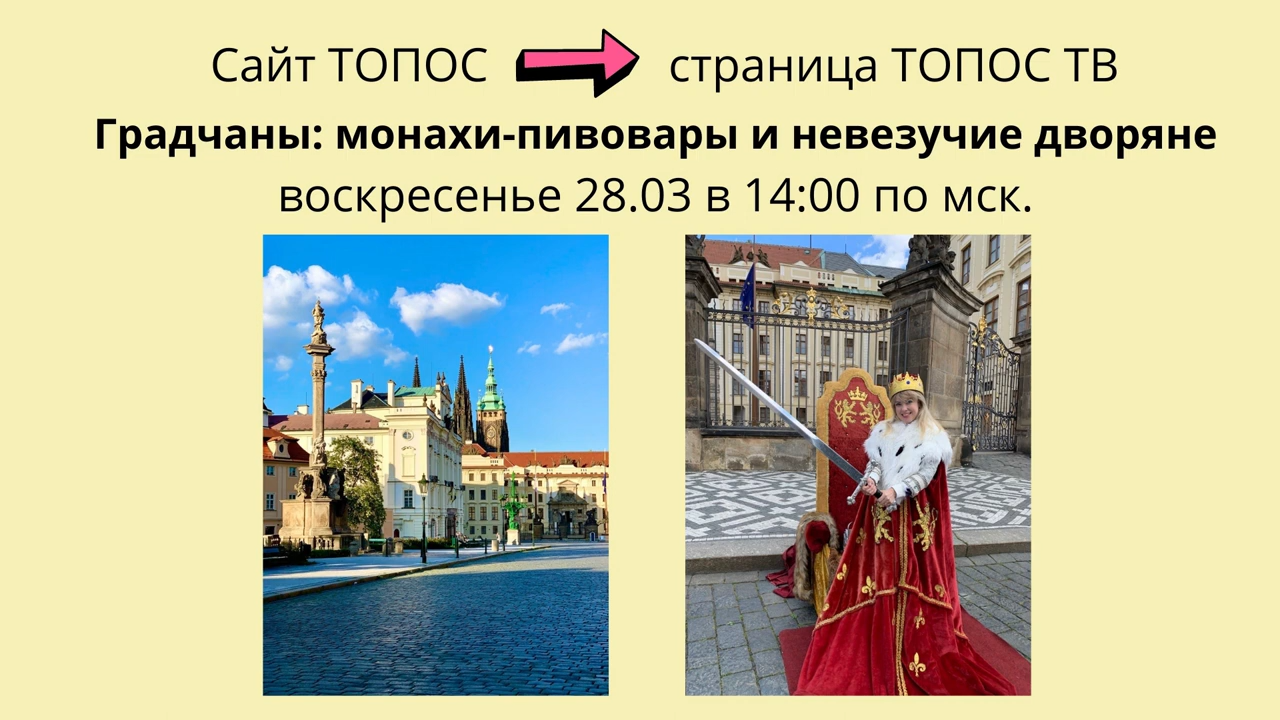 Сайт ТОПОС страница ТОПОС ТВ
Градчаны: монахи-пивовары и невезучие дворяне
воскресенье 28.03 в 14:00 по мск.